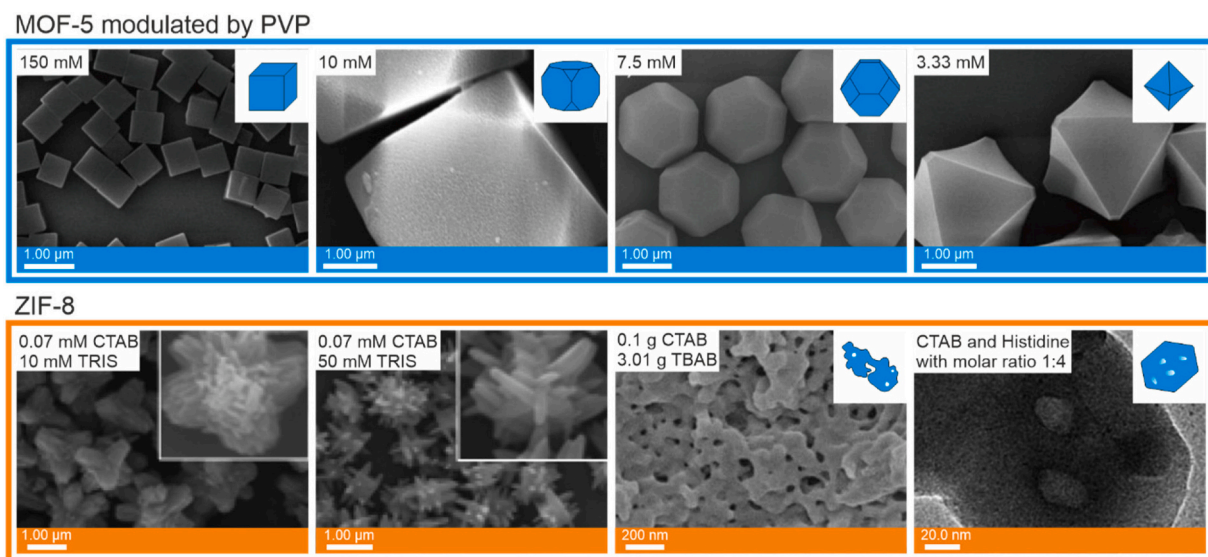 MOF-5 modulated by PVP
150 mM
10 mM
7.5 mM
3.33 mM
1.00 µm
1.00 µm
1.00 µm
1.00 µm
ZIF-8
0.07 mM CTAB
10 mM TRIS
0.07 mM CTAB
50 mM TRIS
0.1 g CTAB
3.01 g TBAB
CTAB and Histidine
with molar ratio 1:4
1.00 µm
1.00 µm
200 nm
20.0 nm